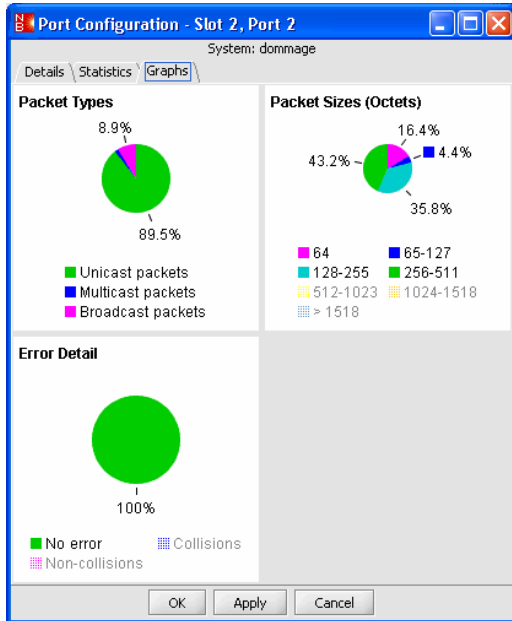 Port Configuration - Slot 2, Port 2
System: dommage
Details Statistics Graphs
Packet Types
8.9%
89.5%
Unicast packets
Multicast packets
Broadcast packets
Packet Sizes (Octets)
16.4%
4.4%
43.2%
35.8%
64 65-127
128-255 256-511
512-1023 1024-1518
> 1518
Error Detail
100%
No error Collisions
Non-collisions
OK Apply Cancel